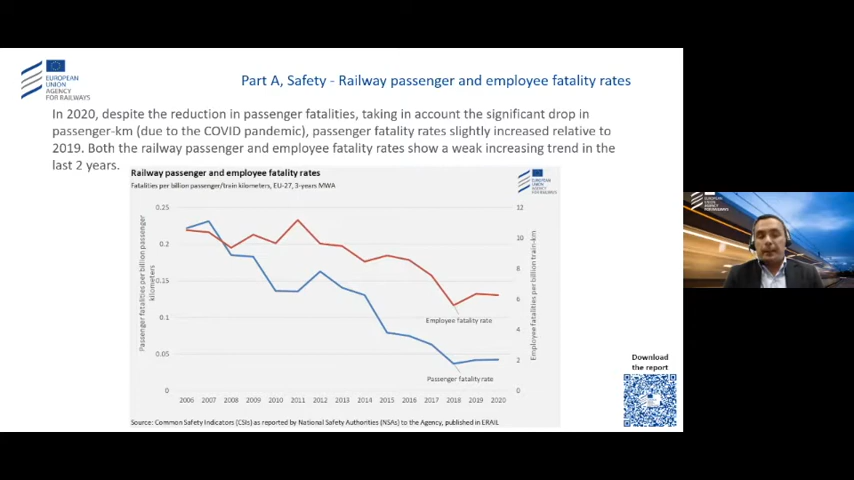 EUROPEAN
UNION
AGENCY
FOR RAILWAYS
Part A, Safety - Railway passenger and employee fatality rates
In 2020, despite the reduction in passenger fatalities, taking in account the significant drop in
passenger-km (due to the COVID pandemic), passenger fatality rates slightly increased relative to
2019. Both the railway passenger and employee fatality rates show a weak increasing trend in the
last 2 years.
Railway passenger and employee fatality rates
Fatalities per billion passenger/train kilometers, EU-27, 3-years MWA
EUROPEAN
UNION
AGENCY
FOR RAILWAYS
Passenger fatalities per billion passenger
kilometers
0.25
0.2
0.15
0.1
0.05
0
12
10
8
6
4
2
0
Employee fatalities per billion train-km
Employee fatality rate
Passenger fatality rate
2006 2007 2008 2009 2010 2011 2012 2013 2014 2015 2016 2017 2018 2019 2020
Source: Common Safety Indicators (CSIs) as reported by National Safety Authorities (NSAs) to the Agency, published in ERAIL
Download
the report
EUROPEAN
UNION
AGENCY
FOR RAILWAYS